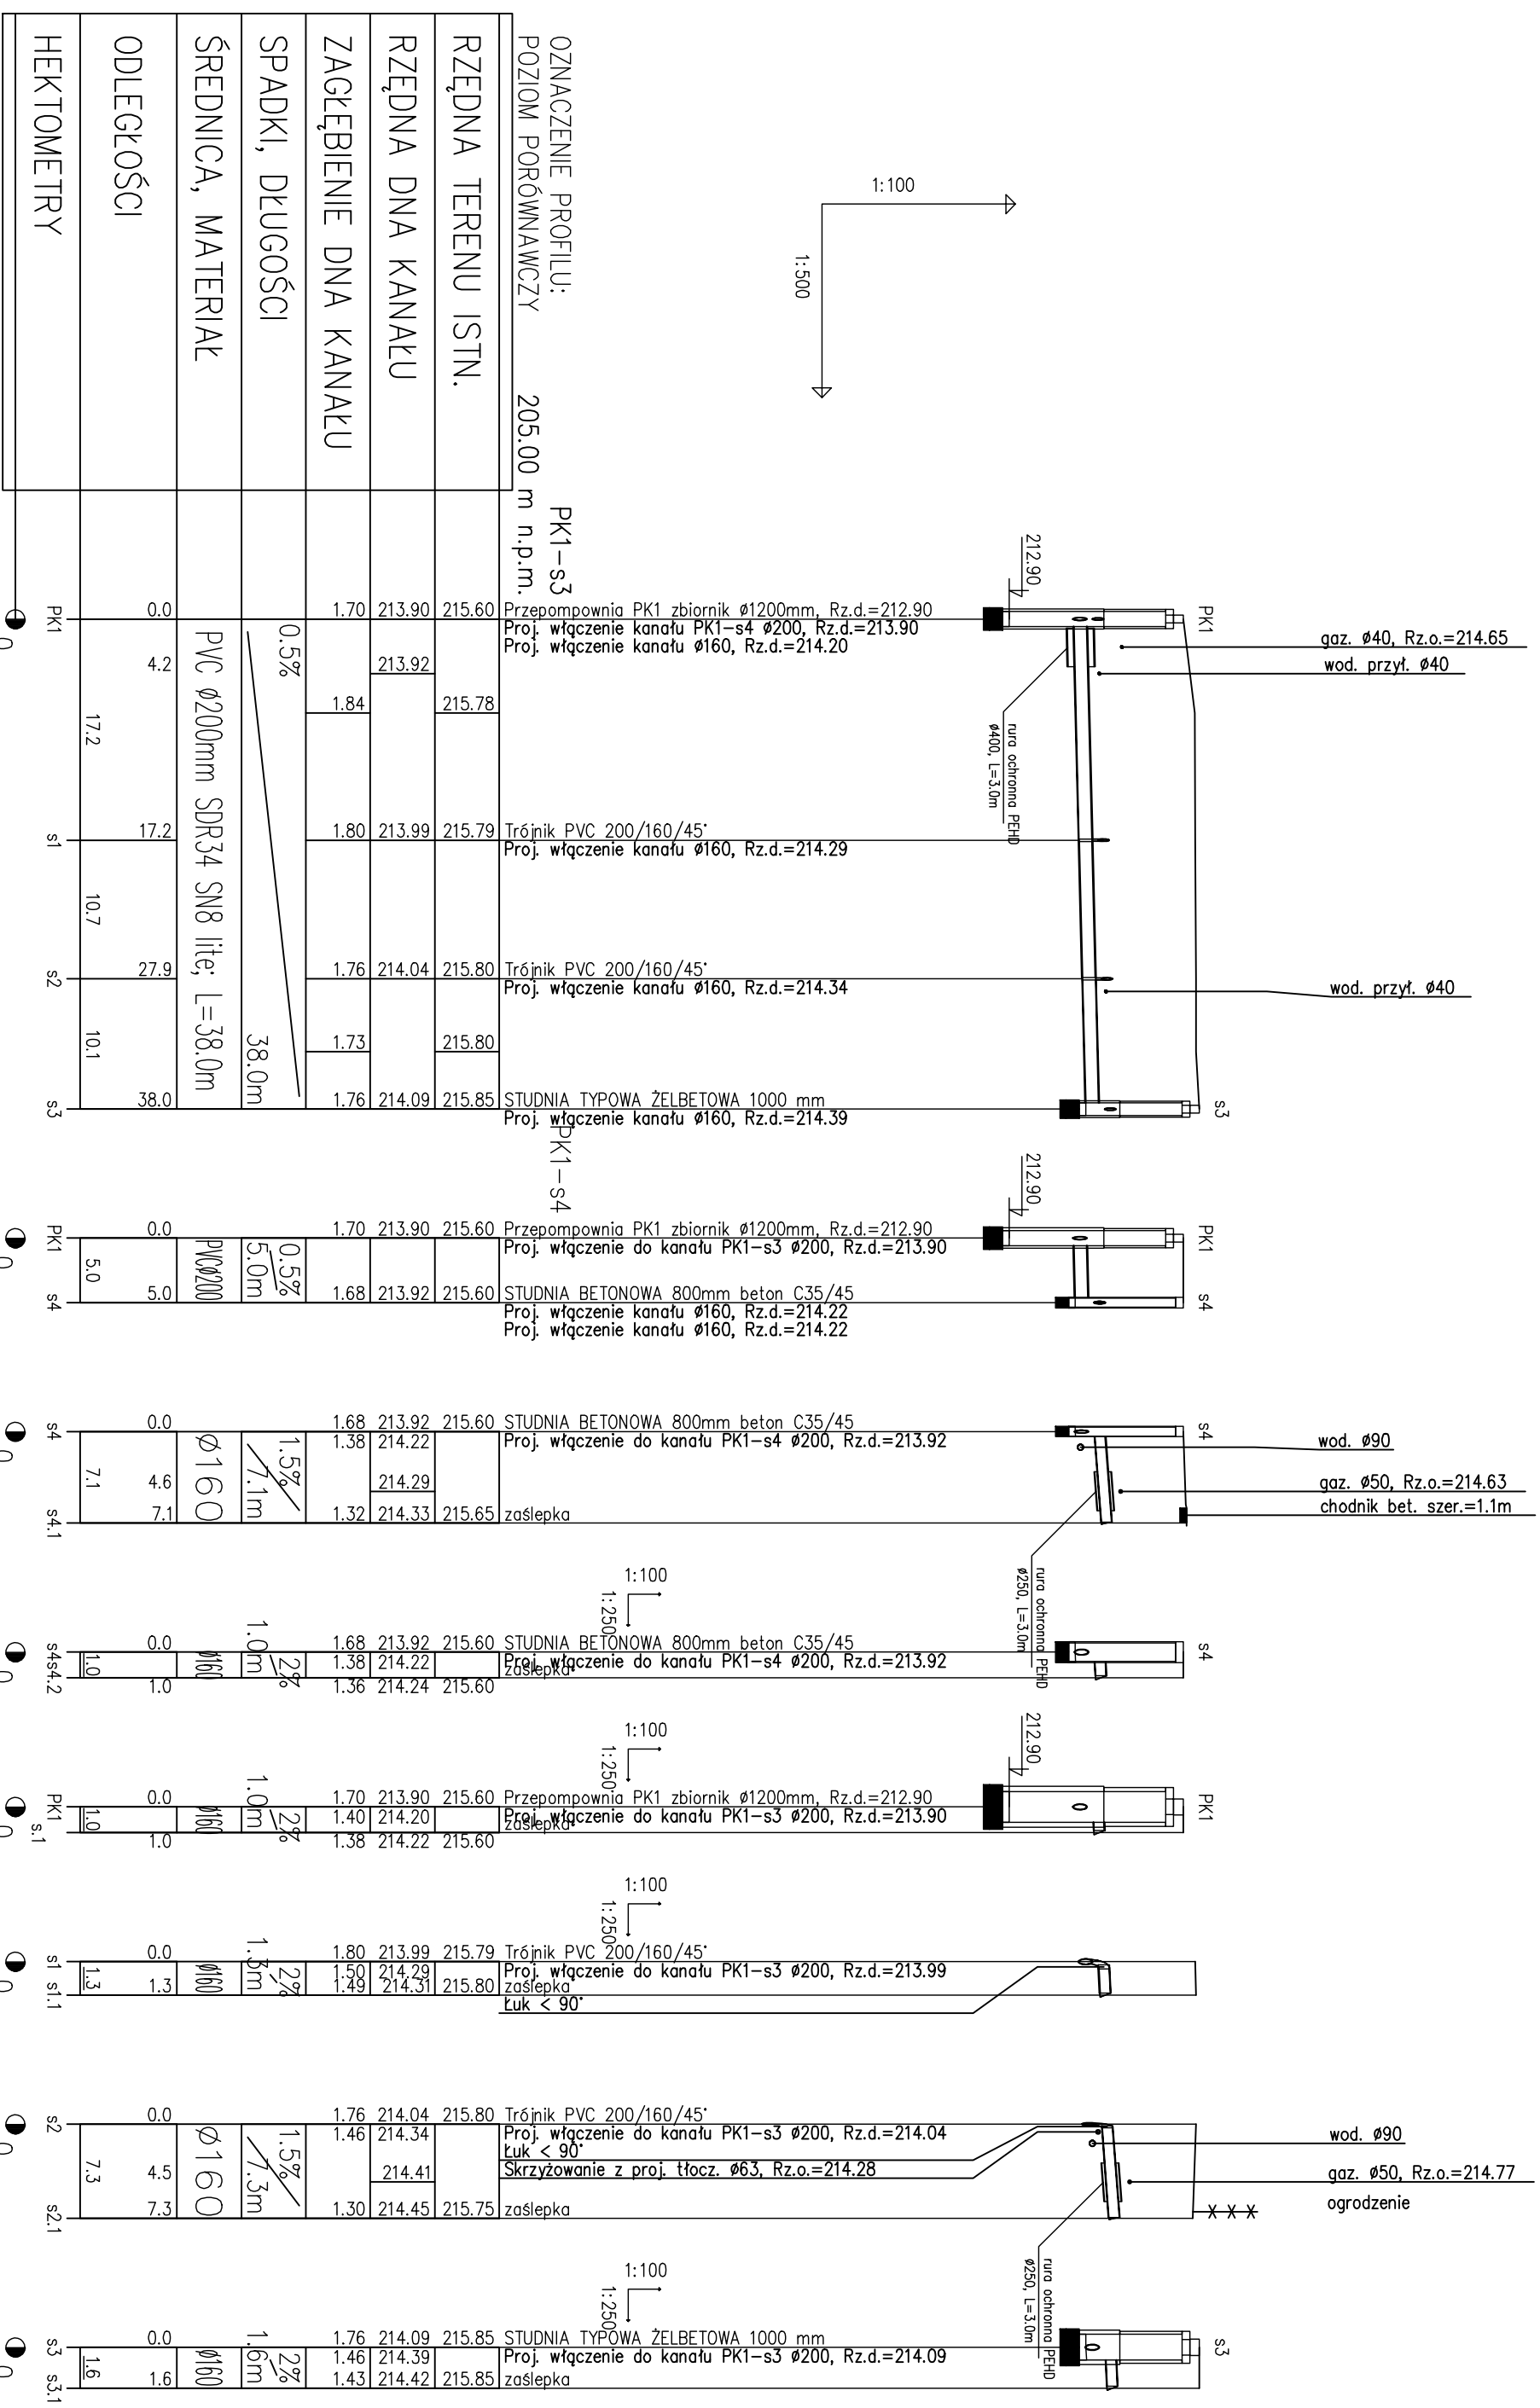 OZNACZENIE PROFILU: PK1-s3
POZIOM PORÓWNAWCZY 205.00 m n.p.m.
RZĘDNA TERENU ISTN.
RZĘDNA DNA KANAŁU
ZAGŁĘBIENIE DNA KANAŁU
SPADKI, DŁUGOŚCI
ŚREDNICA, MATERIAŁ
ODLEGŁOŚCI
HEKTOMETRY
1:100
1:500
PK1
gaz. Ø40, Rz.o.=214.65
wod. przył. Ø40
212.90
rura ochronna PEHD
Ø400, L=3.0m
wod. przył. Ø40
s3
0.0 1.70 213.90 215.60 Przepompownia PK1 zbiornik Ø1200mm, Rz.d.=212.90
Proj. włączenie kanału PK1-s4 Ø200, Rz.d.=213.90
Proj. włączenie kanału Ø160, Rz.d.=214.20
4.2 213.92
1.84 215.78
17.2 1.80 213.99 215.79 Trójnik PVC 200/160/45°
Proj. włączenie kanału Ø160, Rz.d.=214.29
27.9 1.76 214.04 215.80 Trójnik PVC 200/160/45°
Proj. włączenie kanału Ø160, Rz.d.=214.34
1.73 215.80
38.0 1.76 214.09 215.85 STUDNIA TYPOWA ŻELBETOWA 1000 mm
Proj. włączenie kanału Ø160, Rz.d.=214.39
0.5% 38.0m
PVC Ø200mm SDR34 SN8 lite; L=38.0m
17.2 10.7 10.1
PK1 s1 s2 s3
0
PK1-s4
212.90
PK1 s4
0.0 1.70 213.90 215.60 Przepompownia PK1 zbiornik Ø1200mm, Rz.d.=212.90
Proj. włączenie do kanału PK1-s3 Ø200, Rz.d.=213.90
5.0 1.68 213.92 215.60 STUDNIA BETONOWA 800mm beton C35/45
Proj. włączenie kanału Ø160, Rz.d.=214.22
Proj. włączenie kanału Ø160, Rz.d.=214.22
0.5%
5.0m
PVCØ200
5.0
PK1 s4
0
s4
wod. Ø90
gaz. Ø50, Rz.o.=214.63
chodnik bet. szer.=1.1m
rura ochronna PEHD
Ø250, L=3.0m
0.0 1.68 213.92 215.60 STUDNIA BETONOWA 800mm beton C35/45
1.38 214.22 Proj. włączenie do kanału PK1-s4 Ø200, Rz.d.=213.92
4.6 214.29
7.1 1.32 214.33 215.65 zaślepka
1.5%
7.1m
Ø160
7.1
s4 s4.1
0
1:100
1:250
s4
0.0 1.68 213.92 215.60 STUDNIA BETONOWA 800mm beton C35/45
1.38 214.22 Proj. włączenie do kanału PK1-s4 Ø200, Rz.d.=213.92
1.0 1.36 214.24 215.60 zaślepka
2%
1.0m
Ø160
1.0
s4 s4.2
0
1:100
1:250
212.90
PK1
0.0 1.70 213.90 215.60 Przepompownia PK1 zbiornik Ø1200mm, Rz.d.=212.90
1.40 214.20 Proj. włączenie do kanału PK1-s3 Ø200, Rz.d.=213.90
1.0 1.38 214.22 215.60 zaślepka
2%
1.0m
Ø160
1.0
PK1 s.1
0
1:100
1:250
0.0 1.80 213.99 215.79 Trójnik PVC 200/160/45°
1.50 214.29 Proj. włączenie do kanału PK1-s3 Ø200, Rz.d.=213.99
1.3 1.49 214.31 215.80 zaślepka
Łuk < 90°
2%
1.3m
Ø160
1.3
s1 s1.1
0
wod. Ø90
gaz. Ø50, Rz.o.=214.77
ogrodzenie
rura ochronna PEHD
Ø250, L=3.0m
0.0 1.76 214.04 215.80 Trójnik PVC 200/160/45°
1.46 214.34 Proj. włączenie do kanału PK1-s3 Ø200, Rz.d.=214.04
Łuk < 90°
4.5 214.41 Skrzyżowanie z proj. tłocz. Ø63, Rz.o.=214.28
7.3 1.30 214.45 215.75 zaślepka
1.5%
7.3m
Ø160
7.3
s2 s2.1
0
1:100
1:250
s3
0.0 1.76 214.09 215.85 STUDNIA TYPOWA ŻELBETOWA 1000 mm
1.46 214.39 Proj. włączenie do kanału PK1-s3 Ø200, Rz.d.=214.09
1.6 1.43 214.42 215.85 zaślepka
2%
1.6m
Ø160
1.6
s3 s3.1
0